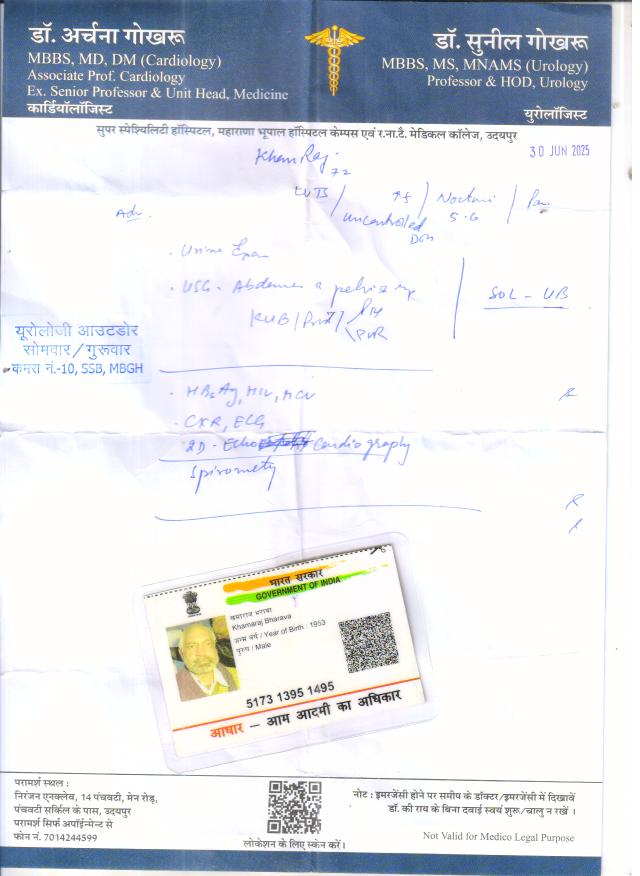 डॉ. अर्चना गोखरू
MBBS, MD, DM (Cardiology)
Associate Prof. Cardiology
Ex. Senior Professor & Unit Head, Medicine
कार्डियॉलॉजिस्ट
डॉ. सुनील गोखरू
MBBS, MS, MNAMS (Urology)
Professor & HOD, Urology
युरोलॉजिस्ट
सुपर स्पेश्यिलिटी हॉस्पिटल, महाराणा भूपाल हॉस्पिटल केम्पस एवं र.ना.टै. मेडिकल कॉलेज, उदयपुर
30 JUN 2025
Khem Raj
72
LUTS
Nocturi
5-6
uncontrolled
Adv.
. Urine Exam
. USG - Abdomen & pelvis
KUB / Prost / PVR
SOL - UB
यूरोलोजी आउटडोर
सोमवार/गुरूवार
कमरा नं.-10, SSB, MBGH
. HBsAg, HIV, HCV
. CXR, ECG
2D - Echo Cardiography
Spirometry
भारत सरकार
GOVERNMENT OF INDIA
खमाराज भरावा
Khamaraj Bharava
जन्म वर्ष / Year of Birth : 1953
पुरुष / Male
5173 1395 1495
आधार — आम आदमी का अधिकार
परामर्श स्थल :
निरंजन एनक्लेव, 14 पंचवटी, मेन रोड़,
पंचवटी सर्किल के पास, उदयपुर
परामर्श सिर्फ अपॉईन्मेन्ट से
फोन नं. 7014244599
लोकेशन के लिए स्केन करें।
नोट : इमरजेंसी होने पर समीप के डॉक्टर/इमरजेंसी में दिखावें
डॉ. की राय के बिना दवाई स्वयं शुरू/चालु न रखें ।
Not Valid for Medico Legal Purpose